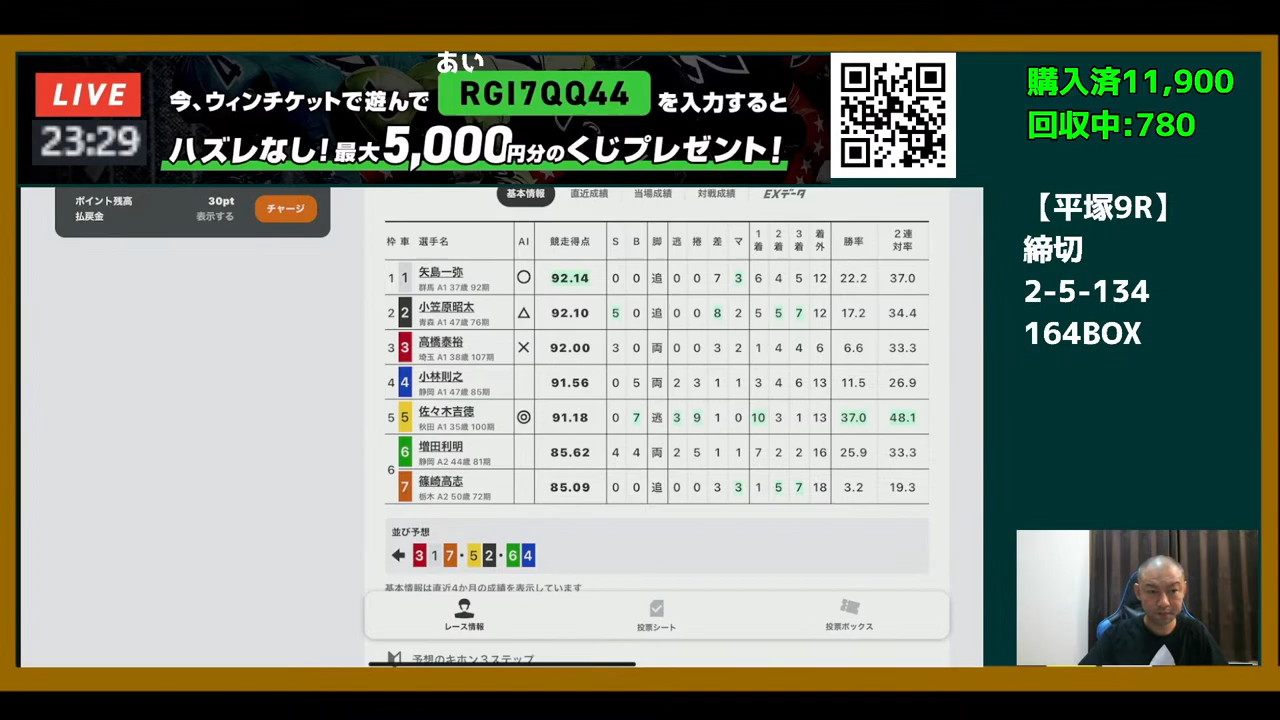 あい
LIVE
23:29
今、ウィンチケットで遊んで RGI7QQ44 を入力すると
ハズレなし!最大5,000円分のくじプレゼント!
購入済11,900
回収中:780
【平塚9R】
締切
2-5-134
164BOX
ポイント残高 30pt
払戻金 表示する
チャージ
基本情報 直近成績 当場成績 対戦成績 EXデータ
枠 車 選手名 AI 競走得点 S B 脚 逃 捲 差 マ 1着 2着 3着 着外 勝率 2連対率
1 1 矢島一弥 ○ 92.14 0 0 追 0 0 7 3 6 4 5 12 22.2 37.0
群馬 A1 37歳 92期
2 2 小笠原昭太 △ 92.10 5 0 追 0 0 8 2 5 5 7 12 17.2 34.4
青森 A1 47歳 76期
3 3 高橋泰裕 × 92.00 3 0 両 0 0 3 2 1 4 4 6 6.6 33.3
埼玉 A1 38歳 107期
4 4 小林則之 91.56 0 5 両 2 3 1 1 3 4 6 13 11.5 26.9
静岡 A1 47歳 85期
5 5 佐々木吉徳 ◎ 91.18 0 7 逃 3 9 1 0 10 3 1 13 37.0 48.1
秋田 A1 35歳 100期
6 6 増田利明 85.62 4 4 両 2 5 1 1 7 2 2 16 25.9 33.3
静岡 A2 44歳 81期
7 篠崎高志 85.09 0 0 追 0 0 3 3 1 5 7 18 3.2 19.3
栃木 A2 50歳 72期
並び予想
← 3 1 7・5 2・6 4
基本情報は直近4か月の成績を表示しています
レース情報 投票シート 投票ボックス
予想のキホン3ステップ